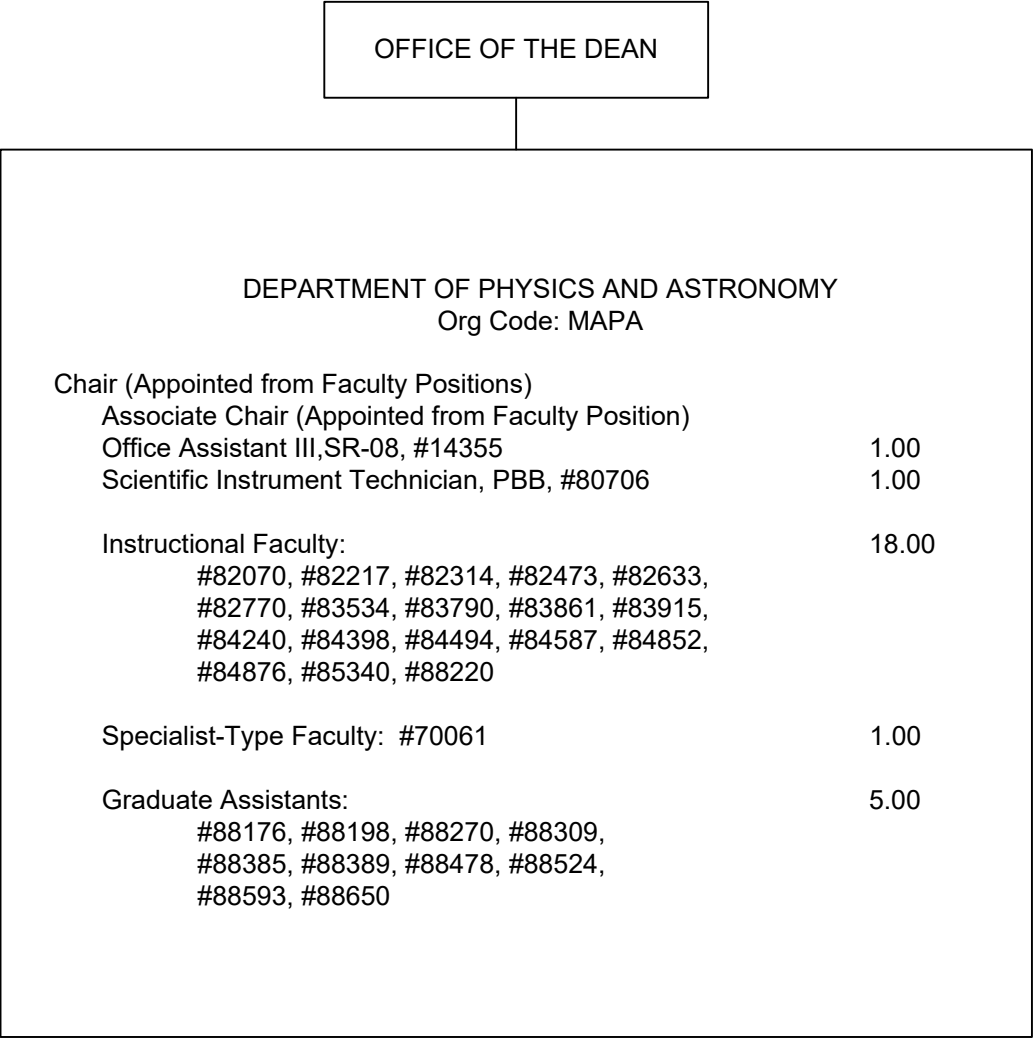 OFFICE OF THE DEAN
DEPARTMENT OF PHYSICS AND ASTRONOMY
Org Code: MAPA
Chair (Appointed from Faculty Positions)
Associate Chair (Appointed from Faculty Position)
Office Assistant III,SR-08, #14355 1.00
Scientific Instrument Technician, PBB, #80706 1.00
Instructional Faculty: 18.00
#82070, #82217, #82314, #82473, #82633,
#82770, #83534, #83790, #83861, #83915,
#84240, #84398, #84494, #84587, #84852,
#84876, #85340, #88220
Specialist-Type Faculty:  #70061 1.00
Graduate Assistants: 5.00
#88176, #88198, #88270, #88309,
#88385, #88389, #88478, #88524,
#88593, #88650